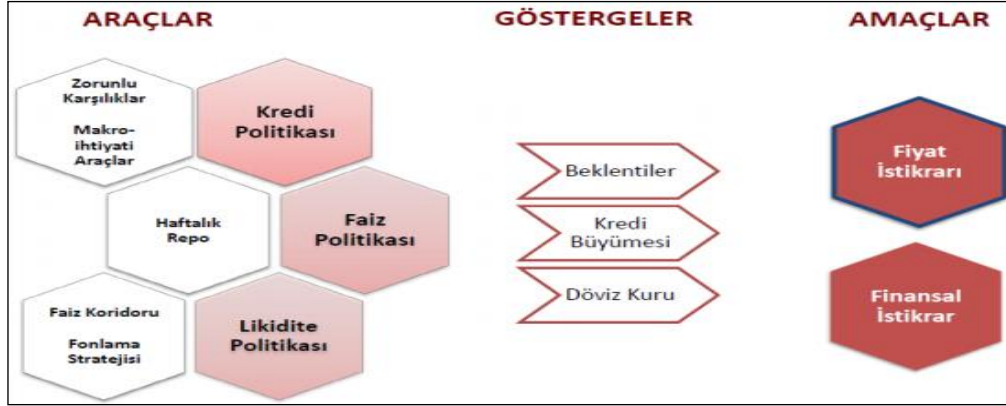 ARAÇLAR
GÖSTERGELER
AMAÇLAR
Zorunlu
Karşılıklar
Makro-
ihtiyati
Araçlar
Kredi
Politikası
Haftalık
Repo
Faiz
Politikası
Faiz Koridoru
Fonlama
Stratejisi
Likidite
Politikası
Beklentiler
Kredi
Büyümesi
Döviz Kuru
Fiyat
İstikrarı
Finansal
İstikrar